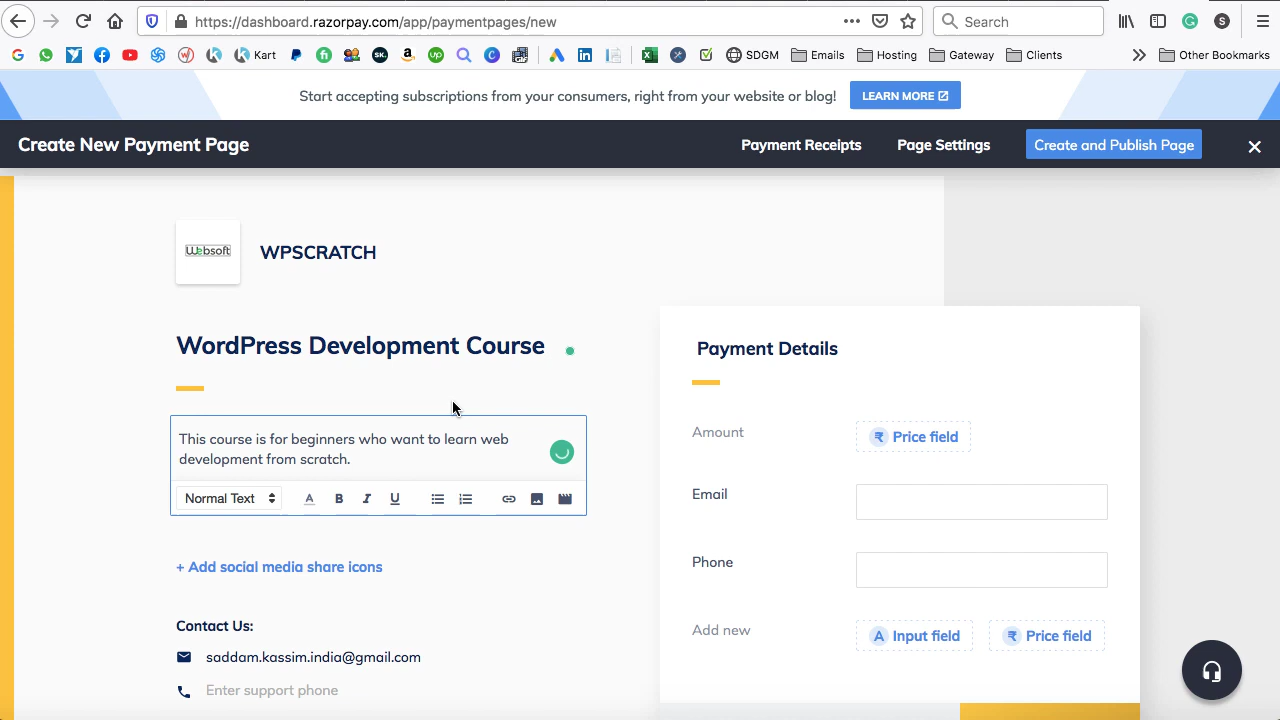 https://dashboard.razorpay.com/app/paymentpages/new
Search
S
Kart
SDGM
Emails
Hosting
Gateway
Clients
Other Bookmarks
Start accepting subscriptions from your consumers, right from your website or blog!
LEARN MORE
Create New Payment Page
Payment Receipts
Page Settings
Create and Publish Page
Websoft
WPSCRATCH
WordPress Development Course
Payment Details
This course is for beginners who want to learn web
development from scratch.
Normal Text
A B I U
Amount
₹ Price field
Email
Phone
Add new
A Input field
₹ Price field
+ Add social media share icons
Contact Us:
saddam.kassim.india@gmail.com
Enter support phone